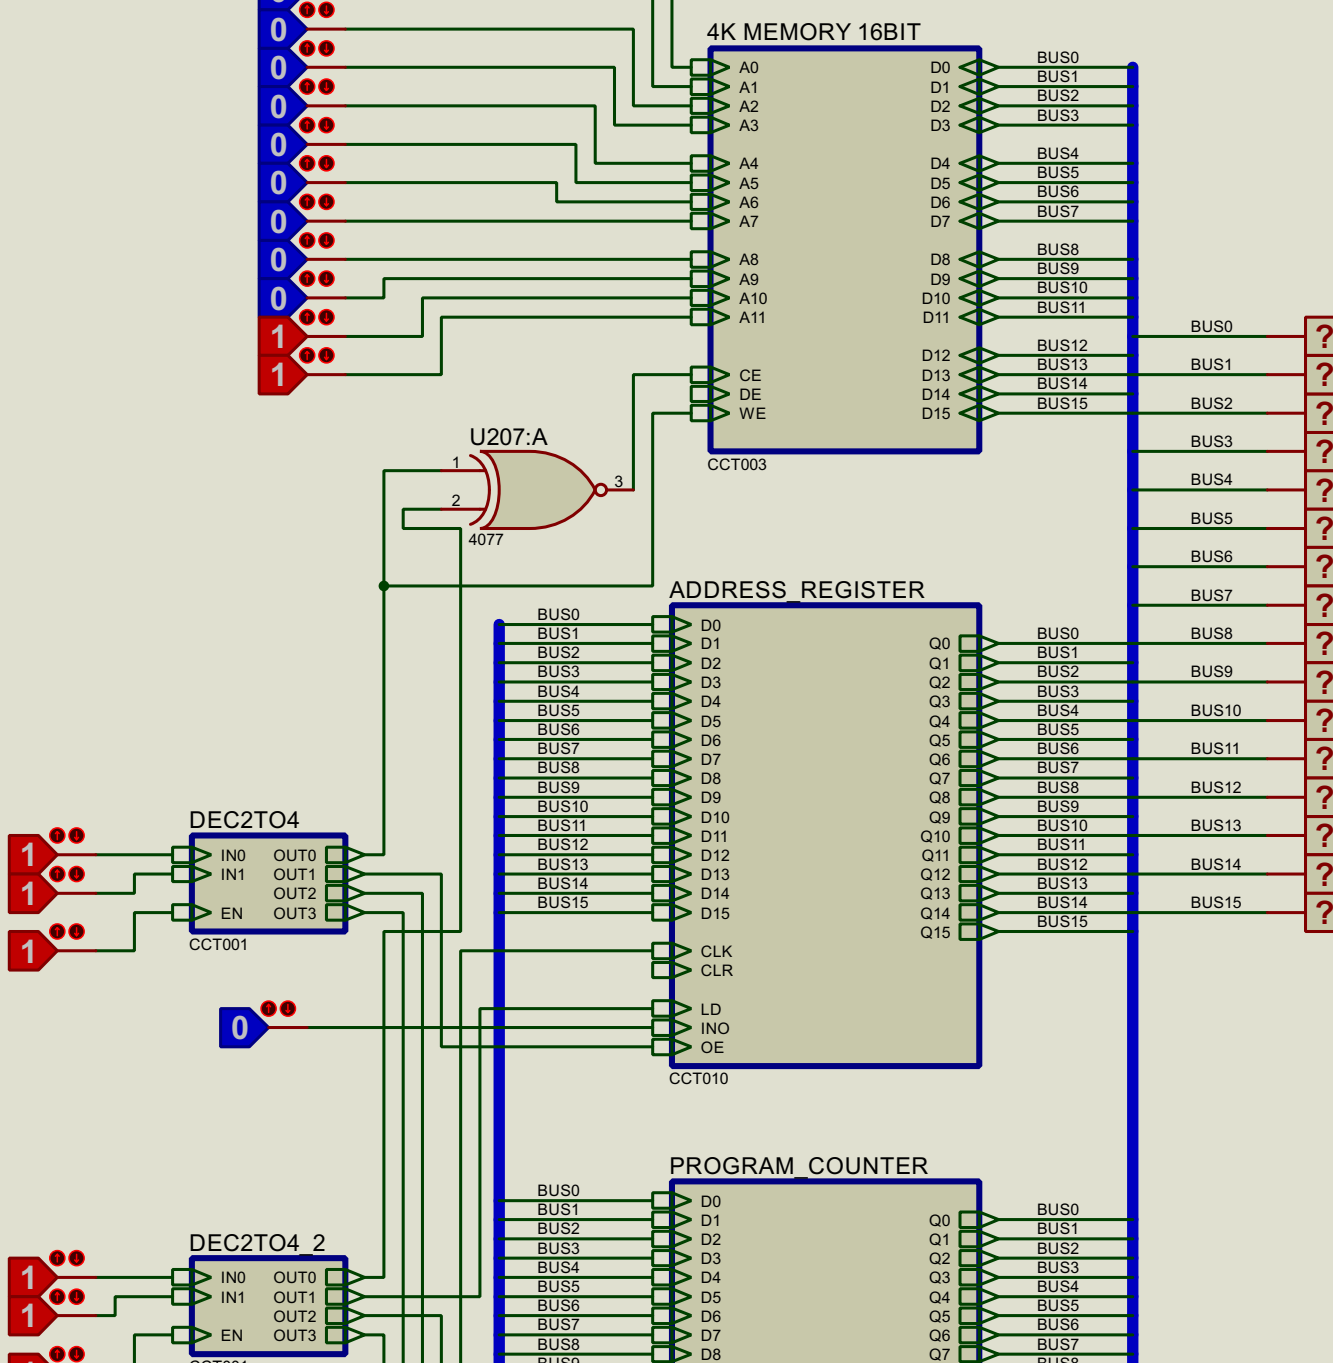 0
0
0
0
0
0
0
0
1
1
4K MEMORY 16BIT
A0
A1
A2
A3
A4
A5
A6
A7
A8
A9
A10
A11
CE
DE
WE
D0
D1
D2
D3
D4
D5
D6
D7
D8
D9
D10
D11
D12
D13
D14
D15
BUS0
BUS1
BUS2
BUS3
BUS4
BUS5
BUS6
BUS7
BUS8
BUS9
BUS10
BUS11
BUS12
BUS13
BUS14
BUS15
CCT003
BUS0 ?
BUS1 ?
BUS2 ?
BUS3 ?
BUS4 ?
BUS5 ?
BUS6 ?
BUS7 ?
BUS8 ?
BUS9 ?
BUS10 ?
BUS11 ?
BUS12 ?
BUS13 ?
BUS14 ?
BUS15 ?
U207:A
1
2
3
4077
ADDRESS_REGISTER
BUS0
BUS1
BUS2
BUS3
BUS4
BUS5
BUS6
BUS7
BUS8
BUS9
BUS10
BUS11
BUS12
BUS13
BUS14
BUS15
D0
D1
D2
D3
D4
D5
D6
D7
D8
D9
D10
D11
D12
D13
D14
D15
CLK
CLR
LD
INO
OE
Q0
Q1
Q2
Q3
Q4
Q5
Q6
Q7
Q8
Q9
Q10
Q11
Q12
Q13
Q14
Q15
BUS0
BUS1
BUS2
BUS3
BUS4
BUS5
BUS6
BUS7
BUS8
BUS9
BUS10
BUS11
BUS12
BUS13
BUS14
BUS15
CCT010
DEC2TO4
1
1
1
IN0 OUT0
IN1 OUT1
OUT2
EN OUT3
CCT001
0
PROGRAM_COUNTER
BUS0
BUS1
BUS2
BUS3
BUS4
BUS5
BUS6
BUS7
BUS8
BUS9
D0
D1
D2
D3
D4
D5
D6
D7
D8
Q0
Q1
Q2
Q3
Q4
Q5
Q6
Q7
BUS0
BUS1
BUS2
BUS3
BUS4
BUS5
BUS6
BUS7
BUS8
DEC2TO4_2
1
1
IN0 OUT0
IN1 OUT1
OUT2
EN OUT3
CCT001